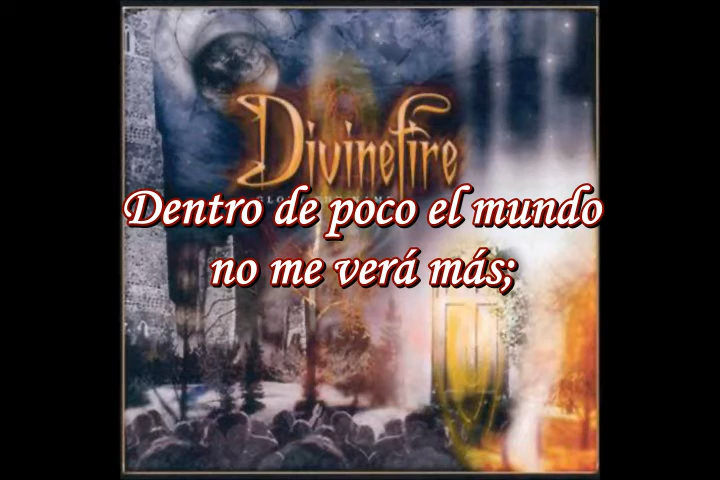 Divinefire
Dentro de poco el mundo
no me verá más;